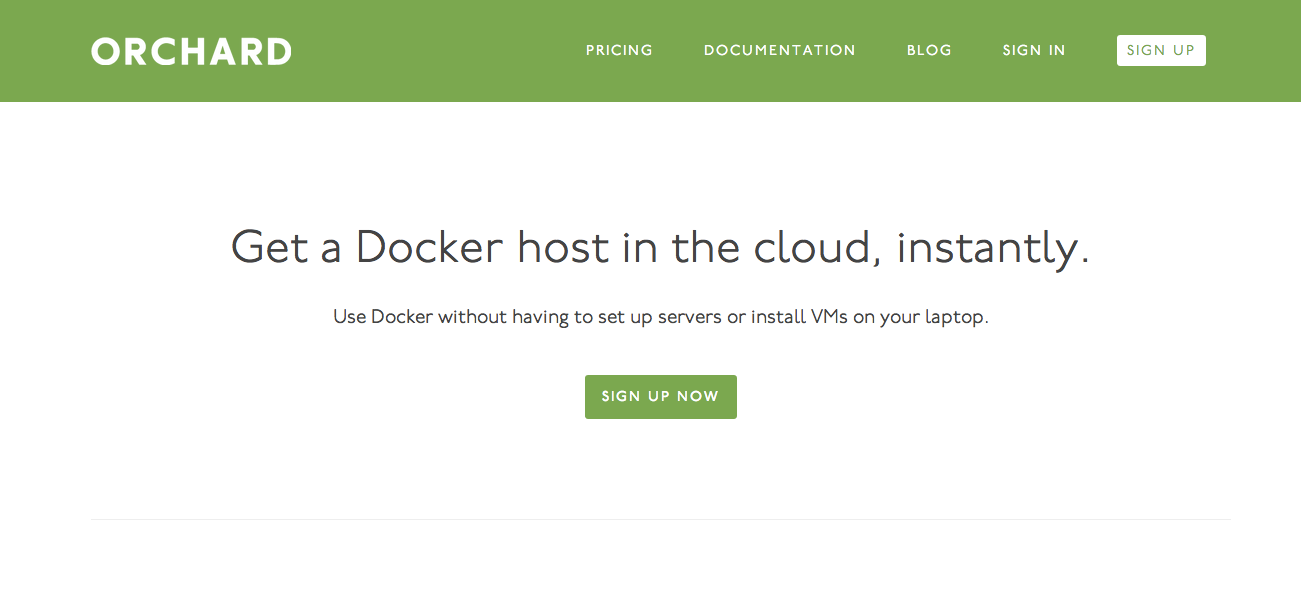 ORCHARD
PRICING
DOCUMENTATION
BLOG
SIGN IN
SIGN UP
Get a Docker host in the cloud, instantly.
Use Docker without having to set up servers or install VMs on your laptop.
SIGN UP NOW